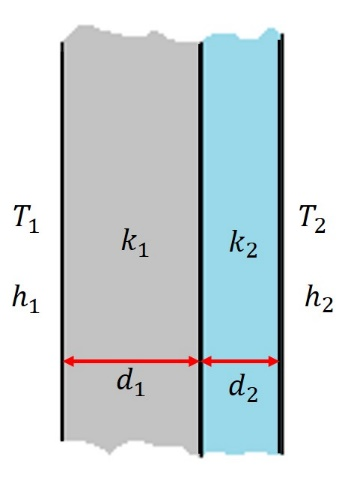 T₁
T₂
k₁
k₂
h₁
h₂
d₁
d₂